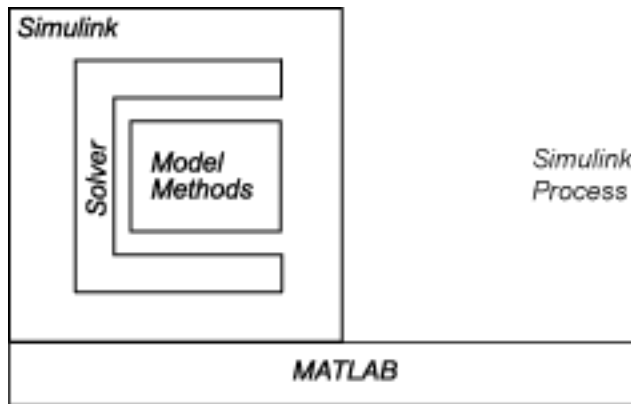 Simulink
Solver
Model
Methods
Simulink
Process
MATLAB